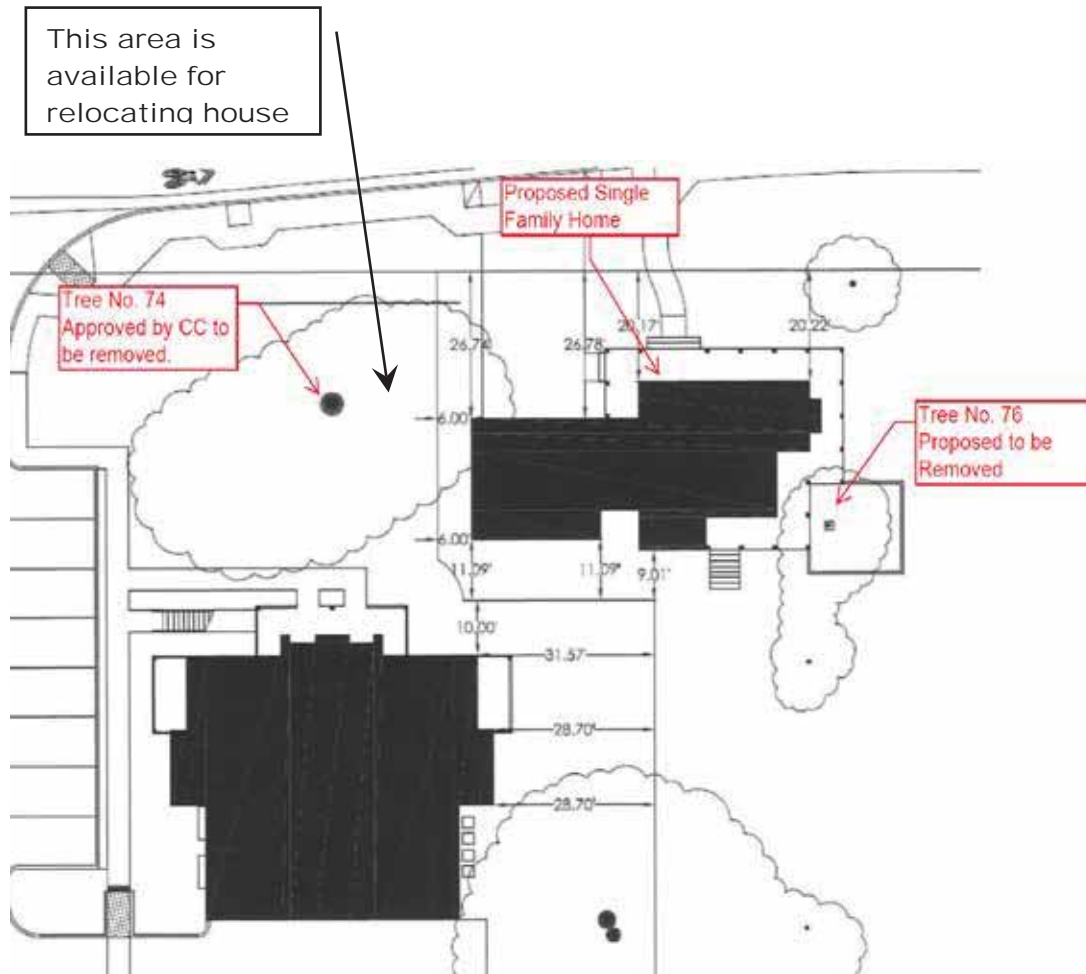 This area is
available for
relocating house
Proposed Single
Family Home
Tree No. 74
Approved by CC to
be removed.
20.17'
20.22'
26.74'
26.78'
Tree No. 76
Proposed to be
Removed
6.00'
6.00'
11.09'
11.09'
9.01'
10.00'
31.57'
28.70'
28.70'